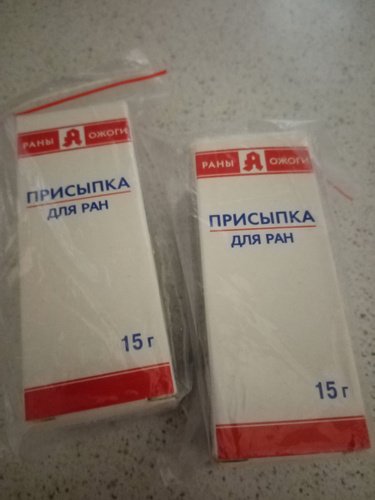 РАНЫ Я ОЖОГИ
ПРИСЫПКА
ДЛЯ РАН
15 г
РАНЫ Я ОЖОГИ
ПРИСЫПКА
ДЛЯ РАН
15 г